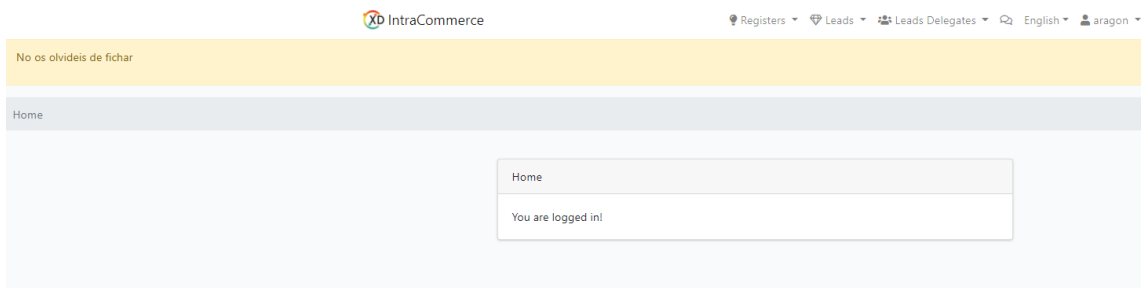 XD IntraCommerce Registers Leads Leads Delegates English aragon
No os olvideis de fichar
Home
Home
You are logged in!